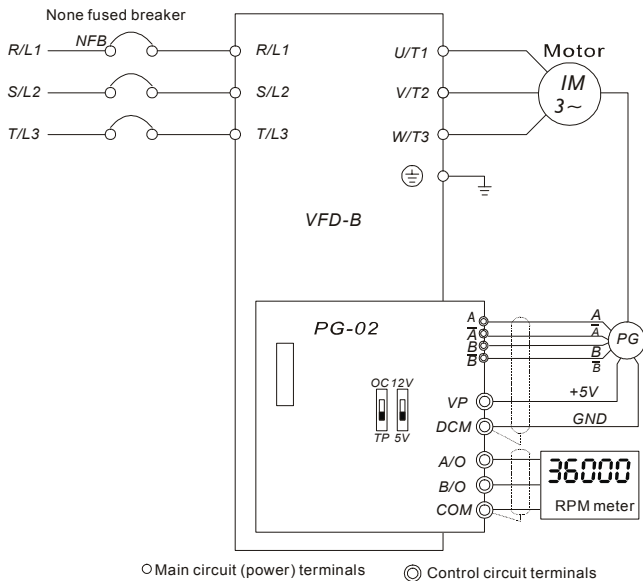 None fused breaker
R/L1 NFB R/L1 U/T1 Motor
S/L2 S/L2 V/T2 IM
3~
T/L3 T/L3 W/T3
VFD-B
PG-02
A A
A̅ A̅
B B
B̅ B̅
PG
OC 12V
TP 5V
VP +5V
DCM GND
A/O
B/O
COM
36000
RPM meter
Main circuit (power) terminals Control circuit terminals